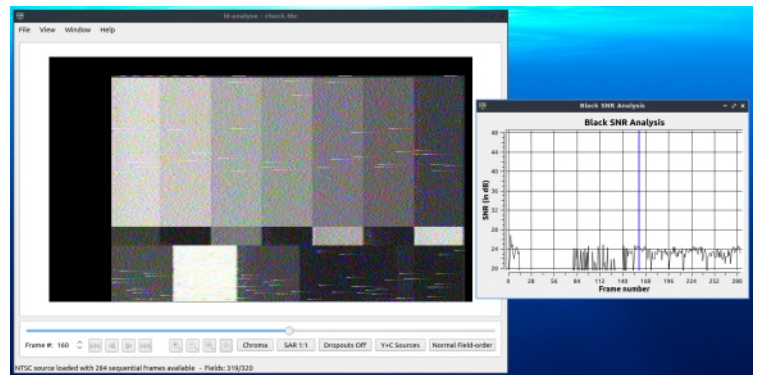 ld-analyse - check.tbc
File View Window Help
Black SNR Analysis
Black SNR Analysis
SNR (in dB)
48
44
40
36
32
28
24
20
0 28 56 84 112 140 168 196 224 252 280
Frame number
Frame #: 160 Chroma SAR 1:1 Dropouts Off Y+C Sources Normal Field-order
NTSC source loaded with 284 sequential frames available - Fields: 319/320